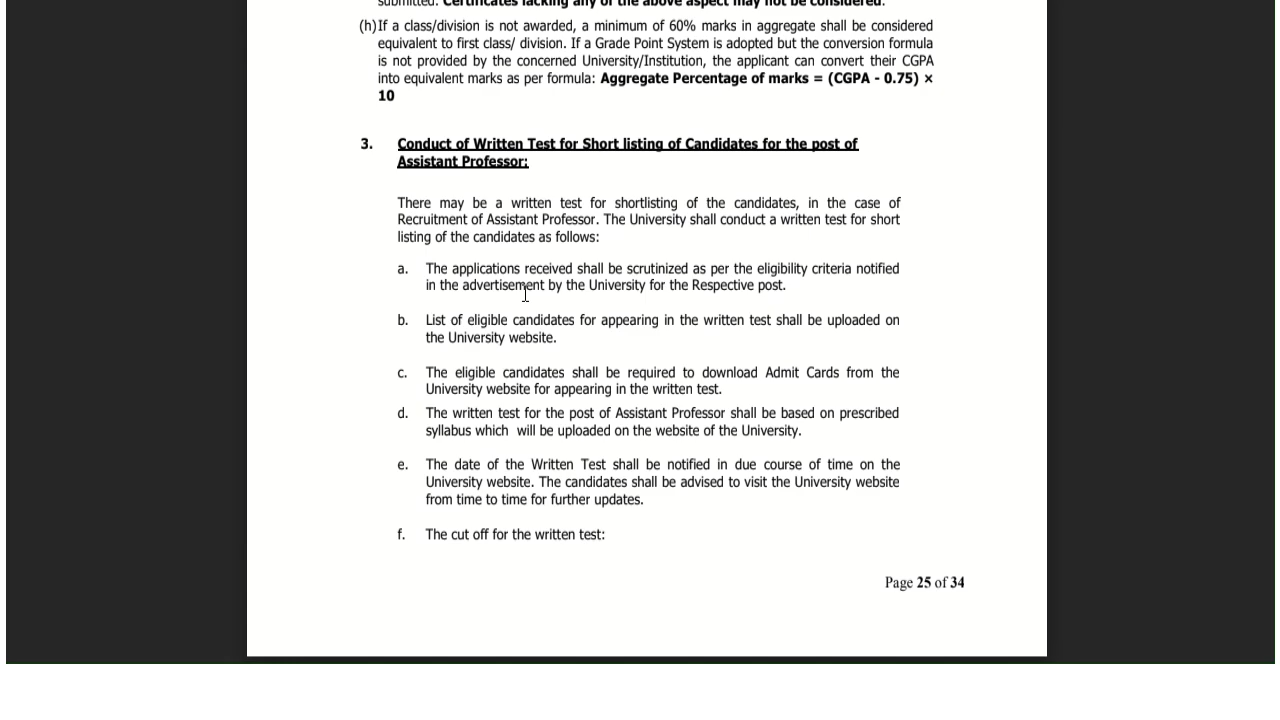 submitted. Certificates lacking any of the above aspect may not be considered.
(h)If a class/division is not awarded, a minimum of 60% marks in aggregate shall be considered
equivalent to first class/ division. If a Grade Point System is adopted but the conversion formula
is not provided by the concerned University/Institution, the applicant can convert their CGPA
into equivalent marks as per formula: Aggregate Percentage of marks = (CGPA - 0.75) ×
10
3. Conduct of Written Test for Short listing of Candidates for the post of
Assistant Professor:
There may be a written test for shortlisting of the candidates, in the case of
Recruitment of Assistant Professor. The University shall conduct a written test for short
listing of the candidates as follows:
a. The applications received shall be scrutinized as per the eligibility criteria notified
in the advertisement by the University for the Respective post.
b. List of eligible candidates for appearing in the written test shall be uploaded on
the University website.
c. The eligible candidates shall be required to download Admit Cards from the
University website for appearing in the written test.
d. The written test for the post of Assistant Professor shall be based on prescribed
syllabus which will be uploaded on the website of the University.
e. The date of the Written Test shall be notified in due course of time on the
University website. The candidates shall be advised to visit the University website
from time to time for further updates.
f. The cut off for the written test:
Page 25 of 34